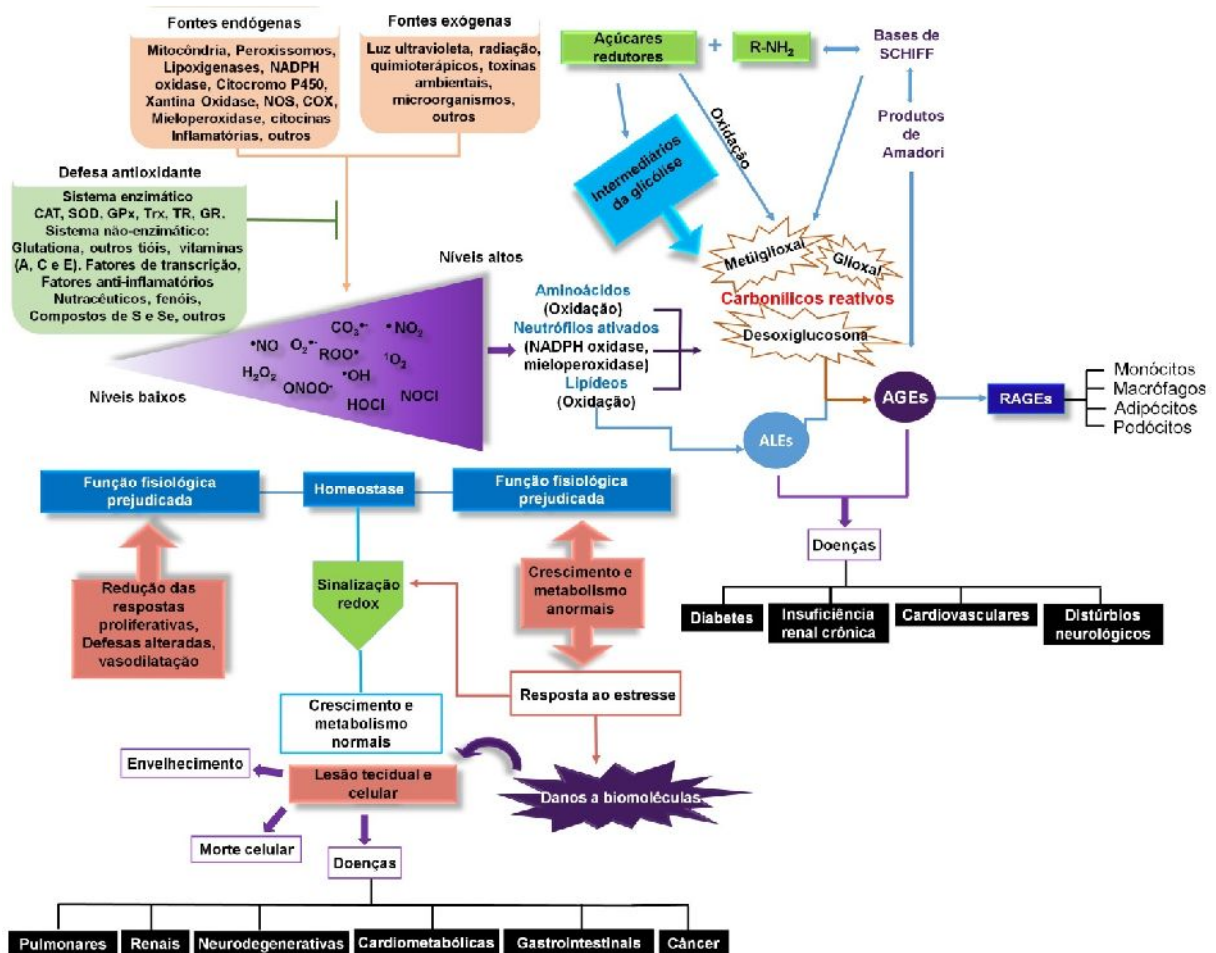 Fontes endógenas
Mitocôndria, Peroxissomos,
Lipoxigenases, NADPH
oxidase, Citocromo P450,
Xantina Oxidase, NOS, COX,
Mieloperoxidase, citocinas
Inflamatórias, outros
Fontes exógenas
Luz ultravioleta, radiação,
quimioterápicos, toxinas
ambientais,
microorganismos,
outros
Defesa antioxidante
Sistema enzimático
CAT, SOD, GPx, Trx, TR, GR.
Sistema não-enzimático:
Glutationa, outros tióis, vitaminas
(A, C e E). Fatores de transcrição,
Fatores anti-inflamatórios
Nutracêuticos, fenóis,
Compostos de S e Se, outros
Níveis altos
Níveis baixos
CO₃•-
•NO₂
•NO
O₂•-
ROO•
¹O₂
H₂O₂
•OH
ONOO-
NOCl
HOCl
Açúcares
redutores
+
R-NH₂
Bases de
SCHIFF
Produtos
de
Amadori
Oxidação
Intermediários
da glicólise
Metilglioxal
Glioxal
Carbonílicos reativos
Desoxiglucosona
Aminoácidos
(Oxidação)
Neutrófilos ativados
(NADPH oxidase,
mieloperoxidase)
Lipídeos
(Oxidação)
ALEs
AGEs
RAGEs
Monócitos
Macrófagos
Adipócitos
Podócitos
Doenças
Diabetes
Insuficiência
renal crônica
Cardiovasculares
Distúrbios
neurológicos
Função fisiológica
prejudicada
Homeostase
Função fisiológica
prejudicada
Redução das
respostas
proliferativas,
Defesas alteradas,
vasodilatação
Sinalização
redox
Crescimento e
metabolismo
anormais
Resposta ao estresse
Crescimento e
metabolismo
normais
Envelhecimento
Lesão tecidual e
celular
Danos a biomoléculas
Morte celular
Doenças
Pulmonares
Renais
Neurodegenerativas
Cardiometabólicas
Gastrointestinais
Câncer